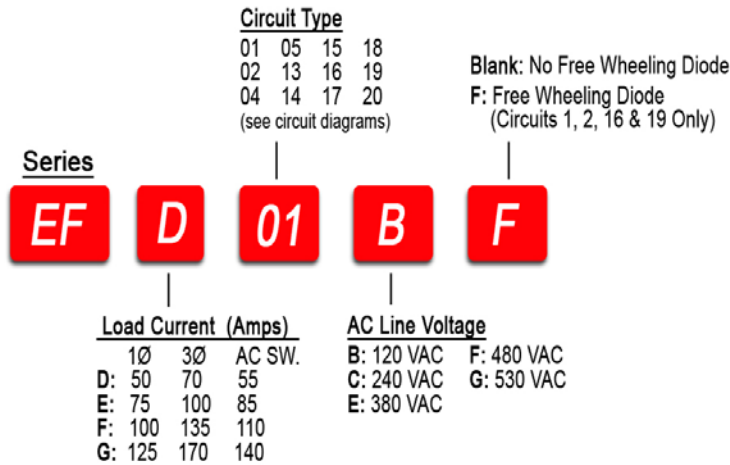 Circuit Type
01 05 15 18
02 13 16 19
04 14 17 20
(see circuit diagrams)
Blank: No Free Wheeling Diode
F: Free Wheeling Diode
(Circuits 1, 2, 16 & 19 Only)
Series
EF D 01 B F
Load Current (Amps)
1Ø 3Ø AC SW.
D: 50 70 55
E: 75 100 85
F: 100 135 110
G: 125 170 140
AC Line Voltage
B: 120 VAC F: 480 VAC
C: 240 VAC G: 530 VAC
E: 380 VAC